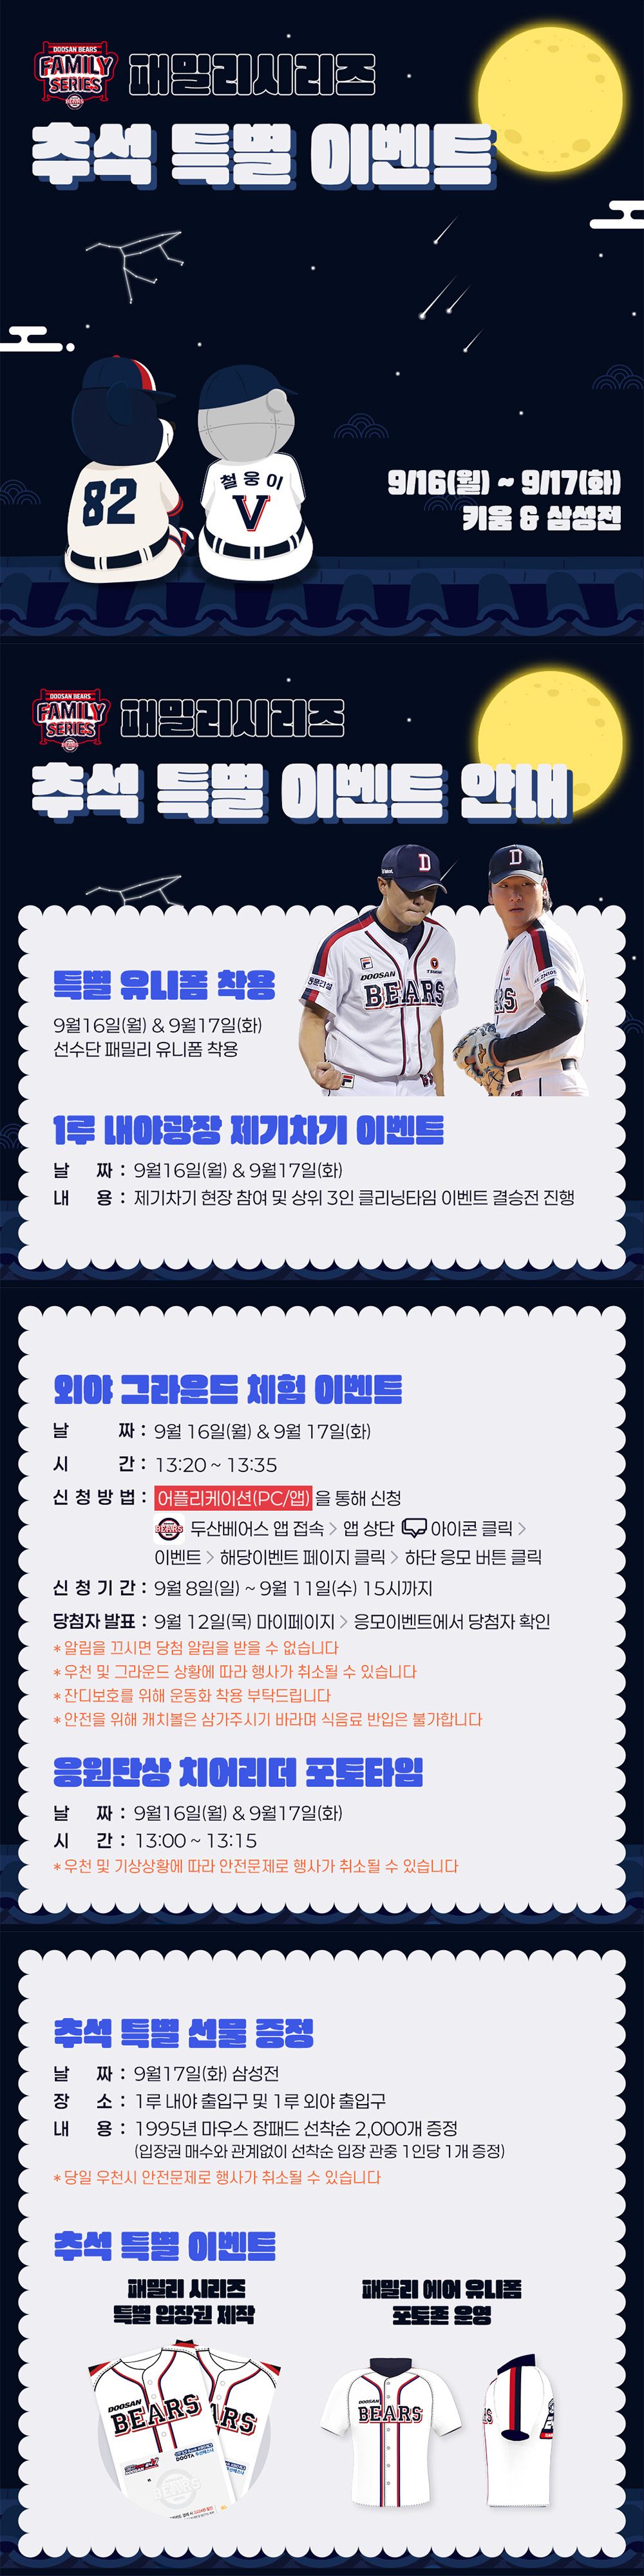 DOOSAN BEARS
FAMILY
SERIES
BEARS
패밀리시리즈
추석 특별 이벤트
82
철웅이
V
9/16(월) ~ 9/17(화)
키움 & 삼성전
DOOSAN BEARS
FAMILY
SERIES
BEARS
패밀리시리즈
추석 특별 이벤트 안내
D
D
특별 유니폼 착용
9월16일(월) & 9월17일(화)
선수단 패밀리 유니폼 착용
FILA
DOOSAN
BEARS
1루 내야광장 제기차기 이벤트
날 짜 : 9월16일(월) & 9월17일(화)
내 용 : 제기차기 현장 참여 및 상위 3인 클리닝타임 이벤트 결승전 진행
외야 그라운드 체험 이벤트
날 짜 : 9월 16일(월) & 9월 17일(화)
시 간 : 13:20 ~ 13:35
신 청 방 법 : 어플리케이션(PC/앱)을 통해 신청
BEARS 두산베어스 앱 접속 > 앱 상단 아이콘 클릭 >
이벤트 > 해당이벤트 페이지 클릭 > 하단 응모 버튼 클릭
신 청 기 간 : 9월 8일(일) ~ 9월 11일(수) 15시까지
당첨자 발표 : 9월 12일(목) 마이페이지 > 응모이벤트에서 당첨자 확인
* 알림을 끄시면 당첨 알림을 받을 수 없습니다
* 우천 및 그라운드 상황에 따라 행사가 취소될 수 있습니다
* 잔디보호를 위해 운동화 착용 부탁드립니다
* 안전을 위해 캐치볼은 삼가주시기 바라며 식음료 반입은 불가합니다
응원단상 치어리더 포토타임
날 짜 : 9월16일(월) & 9월17일(화)
시 간 : 13:00 ~ 13:15
* 우천 및 기상상황에 따라 안전문제로 행사가 취소될 수 있습니다
추석 특별 선물 증정
날 짜 : 9월17일(화) 삼성전
장 소 : 1루 내야 출입구 및 1루 외야 출입구
내 용 : 1995년 마우스 장패드 선착순 2,000개 증정
(입장권 매수와 관계없이 선착순 입장 관중 1인당 1개 증정)
* 당일 우천시 안전문제로 행사가 취소될 수 있습니다
추석 특별 이벤트
패밀리 시리즈
특별 입장권 제작
패밀리 에어 유니폼
포토존 운영
DOOSAN
BEARS
DOOSAN
BEARS